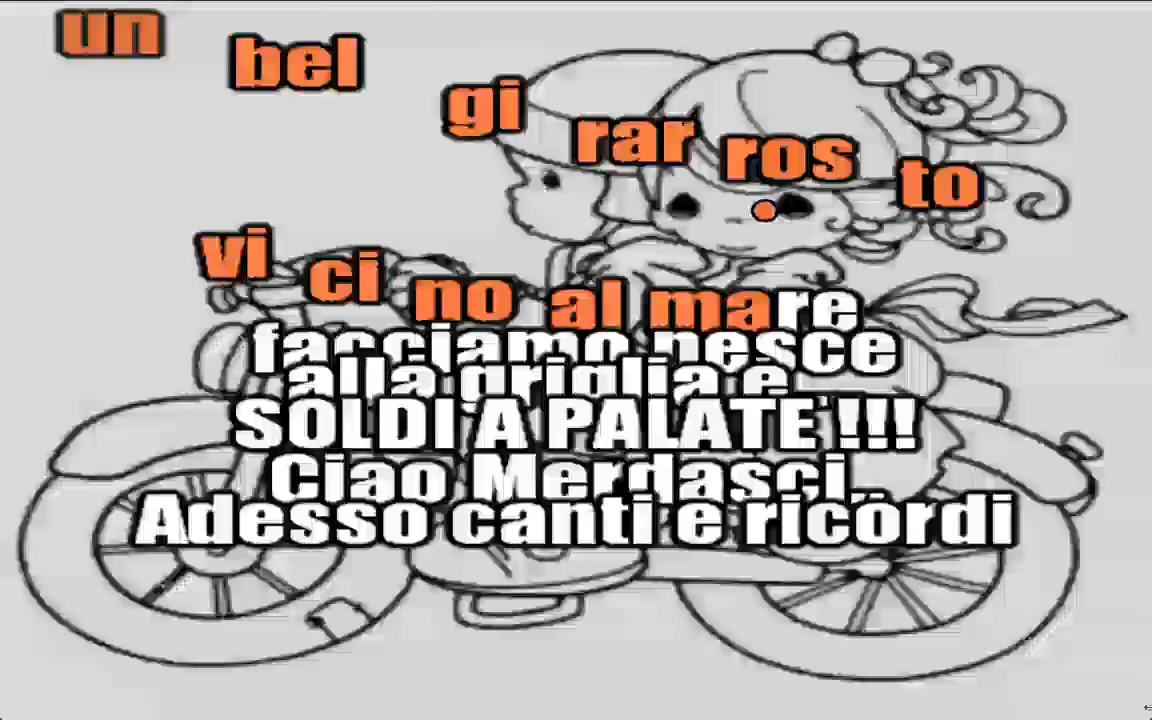 un bel gi rar ros to
vi ci no al mare
facciamo pesce
alla griglia e
SOLDI A PALATE !!!
Ciao Merdasci..
Adesso canti e ricordi